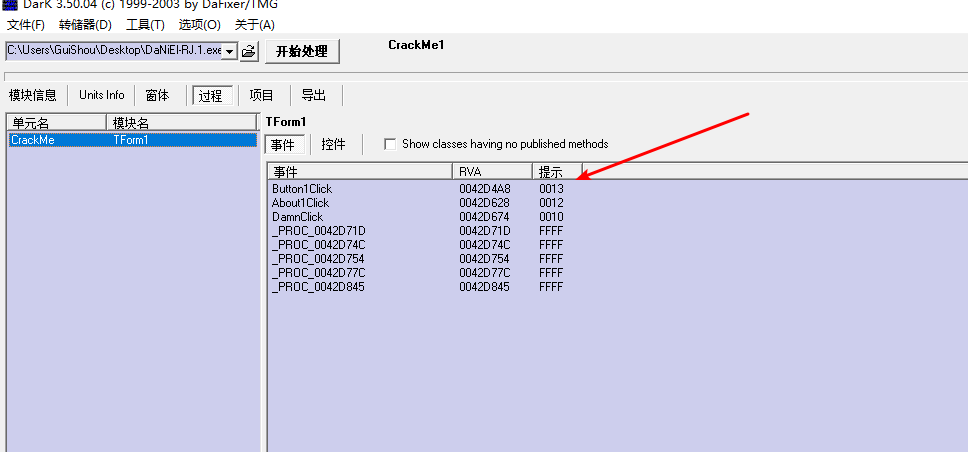 DarK 3.50.04 (c) 1999-2003 by DaFixer/TMG
文件(F) 转储器(D) 工具(T) 选项(O) 关于(A)
C:\Users\GuiShou\Desktop\DaNiEl-RJ.1.exe 开始处理 CrackMe1
模块信息 Units Info 窗体 过程 项目 导出
单元名 模块名
CrackMe TForm1
TForm1
事件 控件 Show classes having no published methods
事件 RVA 提示
Button1Click 0042D4A8 0013
About1Click 0042D628 0012
DamnClick 0042D674 0010
_PROC_0042D71D 0042D71D FFFF
_PROC_0042D74C 0042D74C FFFF
_PROC_0042D754 0042D754 FFFF
_PROC_0042D77C 0042D77C FFFF
_PROC_0042D845 0042D845 FFFF